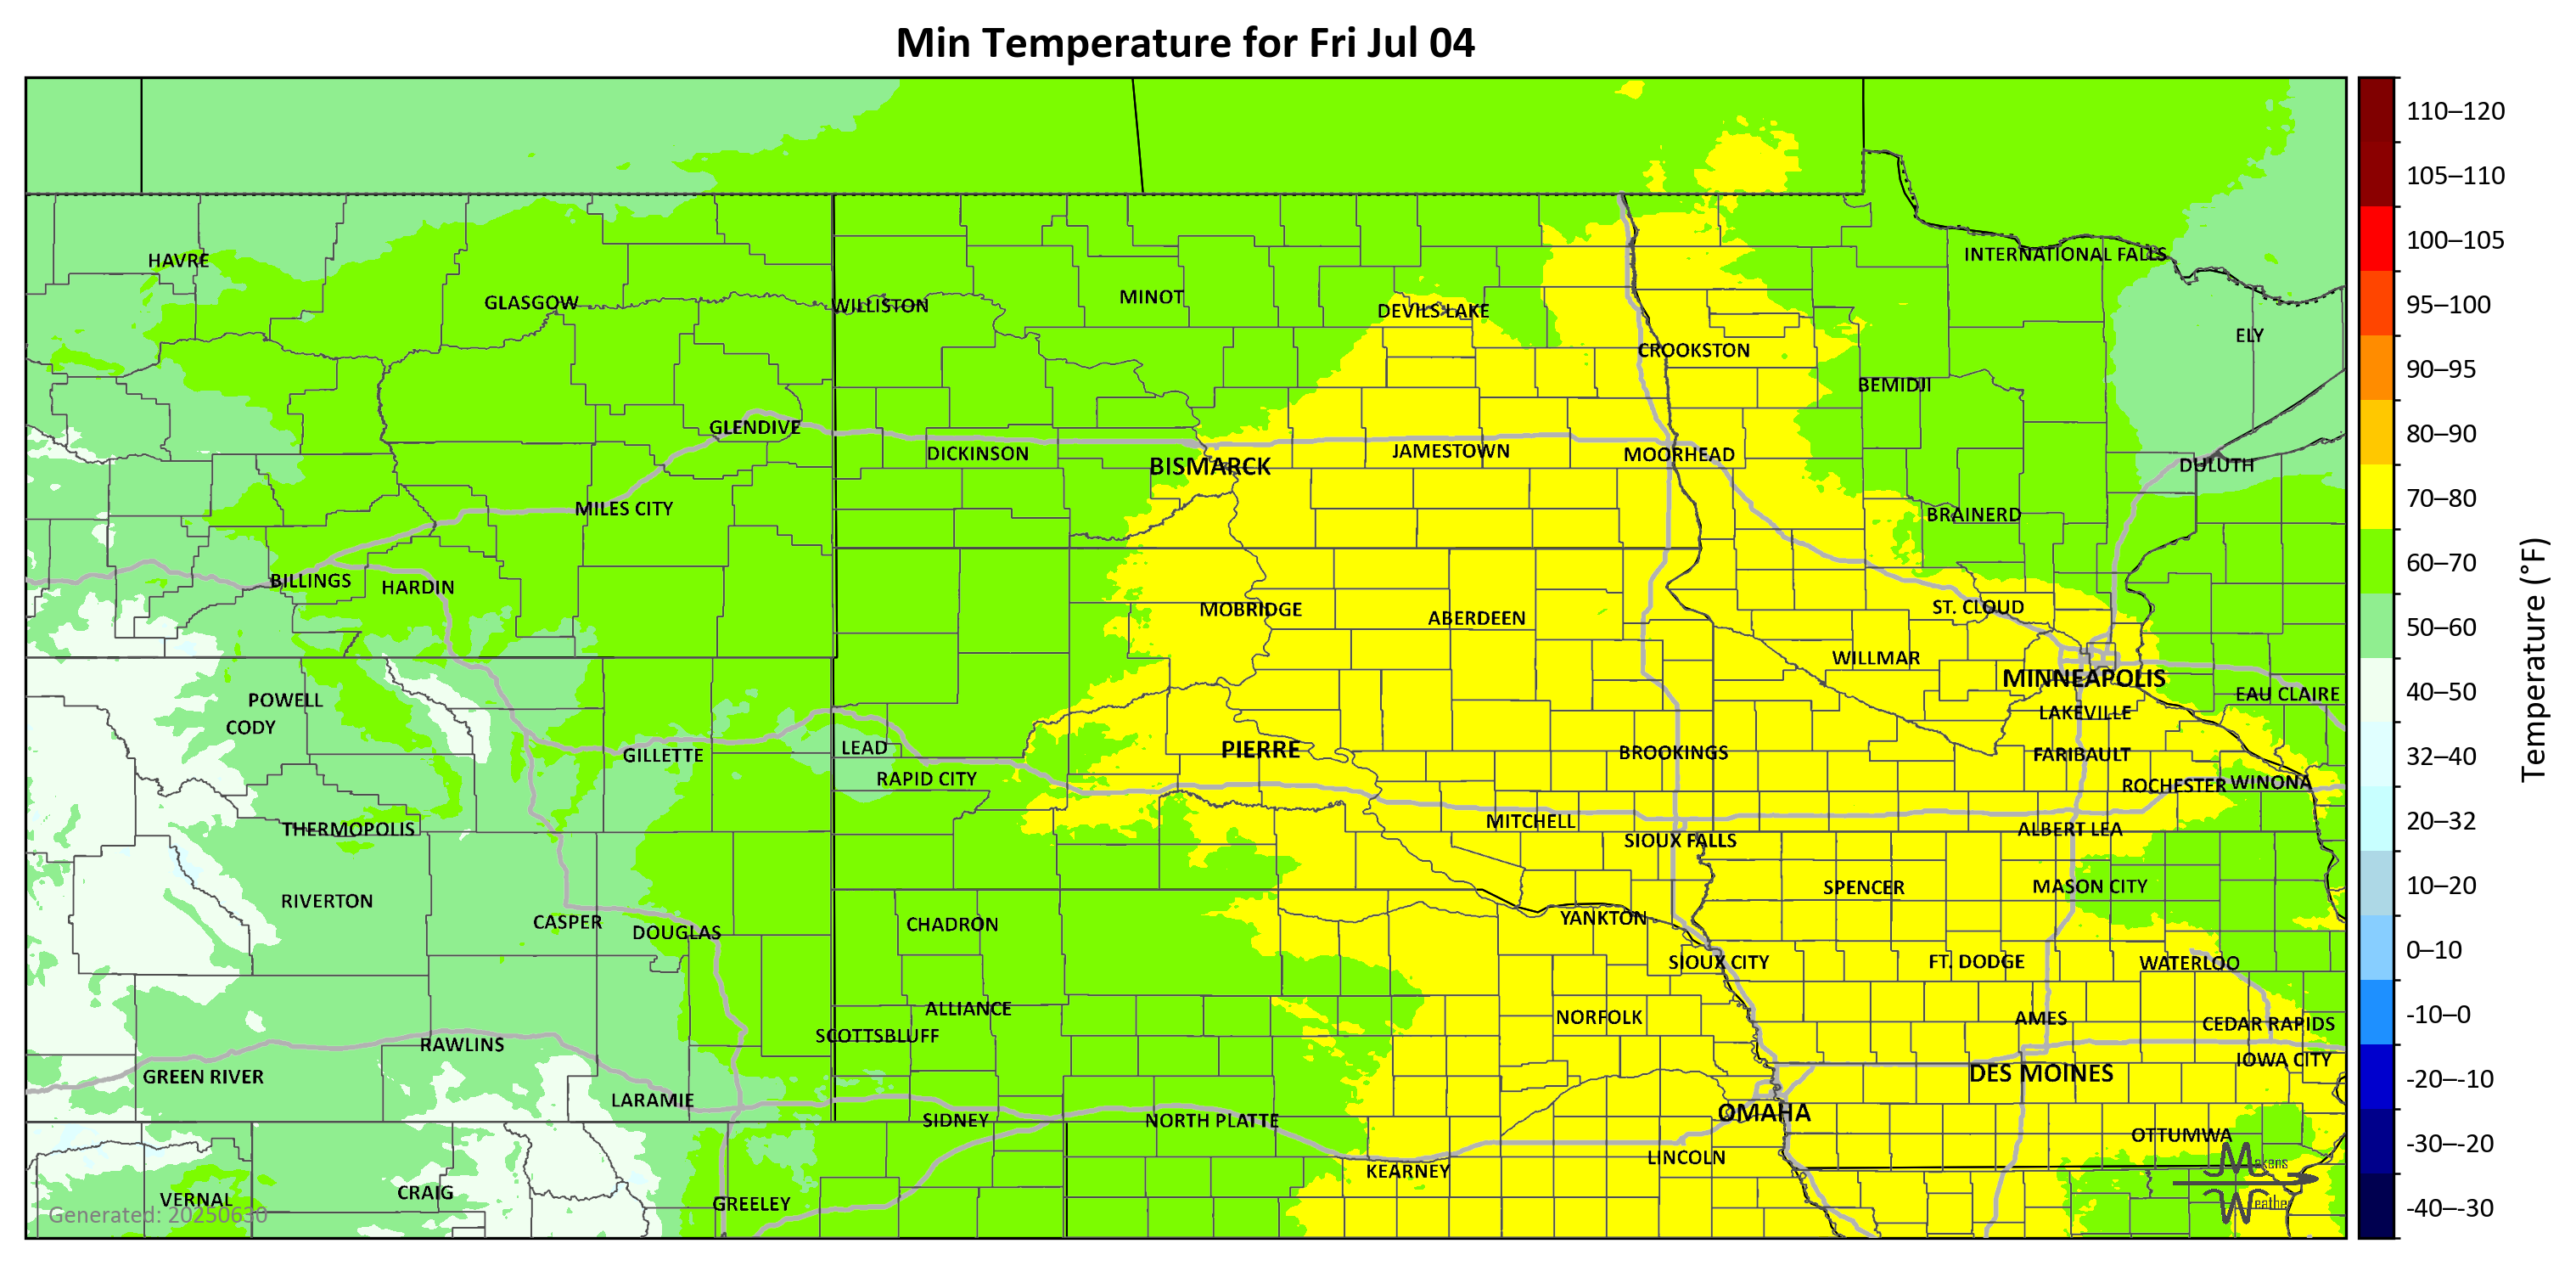 Min Temperature for Fri Jul 04
110–120
105–110
100–105
95–100
90–95
80–90
70–80
60–70
50–60
40–50
32–40
20–32
10–20
0–10
-10–0
-20–-10
-30–-20
-40–-30
Temperature (°F)
HAVRE
INTERNATIONAL FALLS
GLASGOW
WILLISTON
MINOT
DEVILS LAKE
ELY
CROOKSTON
BEMIDJI
GLENDIVE
DICKINSON
BISMARCK
JAMESTOWN
MOORHEAD
DULUTH
MILES CITY
BRAINERD
BILLINGS
HARDIN
MOBRIDGE
ABERDEEN
ST. CLOUD
WILLMAR
MINNEAPOLIS
POWELL
EAU CLAIRE
CODY
LAKEVILLE
GILLETTE
LEAD
PIERRE
BROOKINGS
FARIBAULT
RAPID CITY
ROCHESTER
WINONA
THERMOPOLIS
MITCHELL
ALBERT LEA
SIOUX FALLS
RIVERTON
SPENCER
MASON CITY
CASPER
DOUGLAS
CHADRON
YANKTON
SIOUX CITY
FT. DODGE
WATERLOO
ALLIANCE
NORFOLK
AMES
CEDAR RAPIDS
SCOTTSBLUFF
RAWLINS
IOWA CITY
GREEN RIVER
DES MOINES
LARAMIE
SIDNEY
NORTH PLATTE
OMAHA
OTTUMWA
KEARNEY
LINCOLN
VERNAL
CRAIG
GREELEY
Generated: 20250630
Makens
Weather